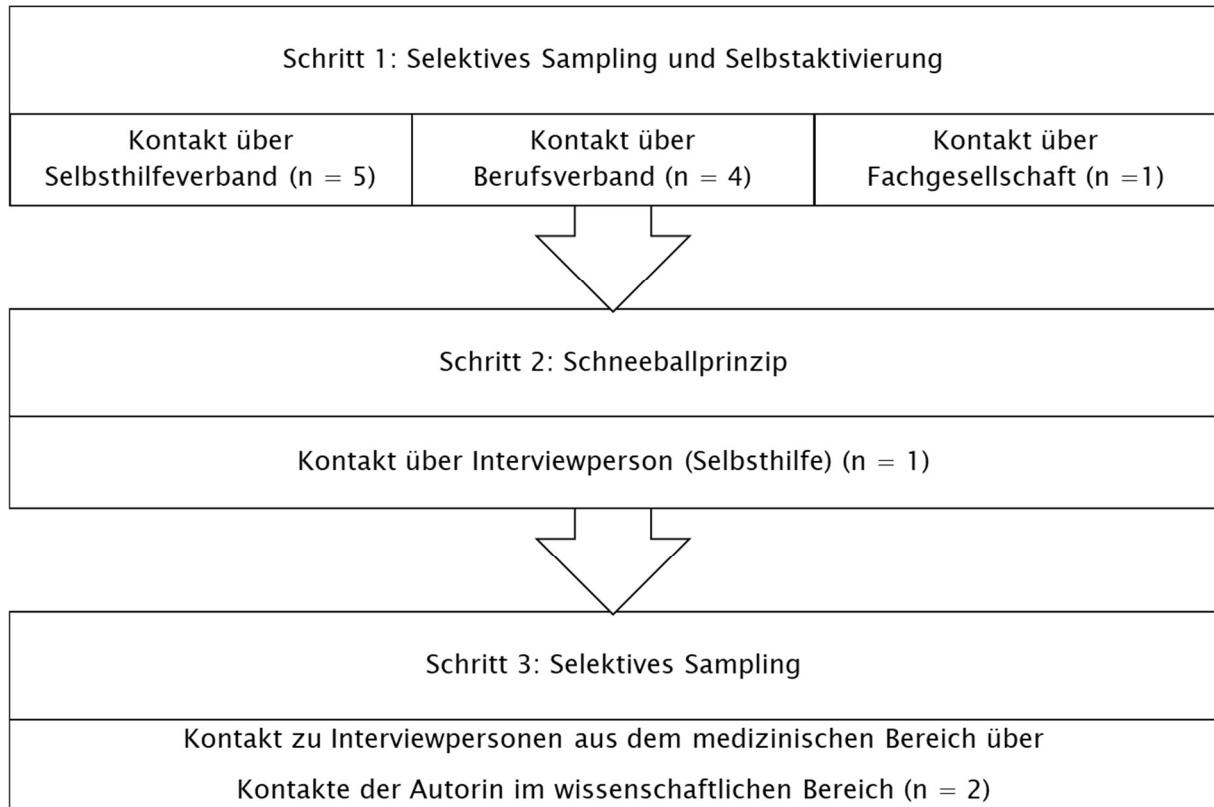 Schritt 1: Selektives Sampling und Selbstaktivierung
Kontakt über
Selbsthilfeverband (n = 5)
Kontakt über
Berufsverband (n = 4)
Kontakt über
Fachgesellschaft (n =1)
Schritt 2: Schneeballprinzip
Kontakt über Interviewperson (Selbsthilfe) (n = 1)
Schritt 3: Selektives Sampling
Kontakt zu Interviewpersonen aus dem medizinischen Bereich über
Kontakte der Autorin im wissenschaftlichen Bereich (n = 2)